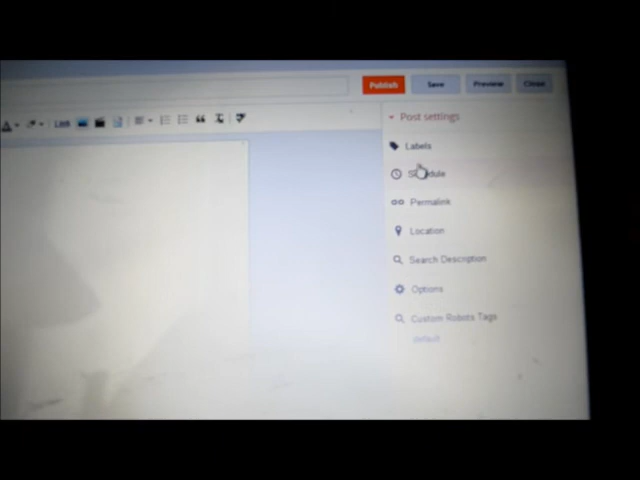 Publish Save Preview Close
Link
Post settings
Labels
Schedule
Permalink
Location
Search Description
Options
Custom Robots Tags
default